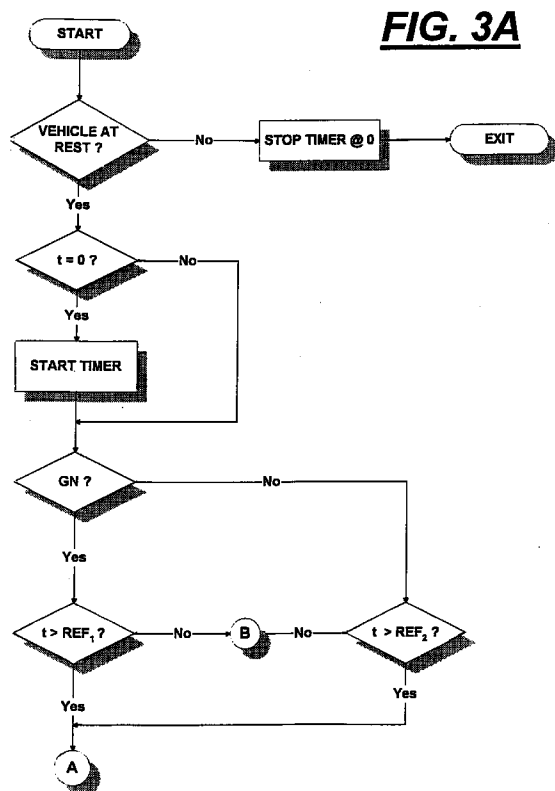 FIG. 3A
START
VEHICLE AT
REST ?
No
STOP TIMER @ 0
EXIT
Yes
t = 0 ?
No
Yes
START TIMER
GN ?
No
Yes
t > REF₁ ?
No
B
No
t > REF₂ ?
Yes
Yes
A